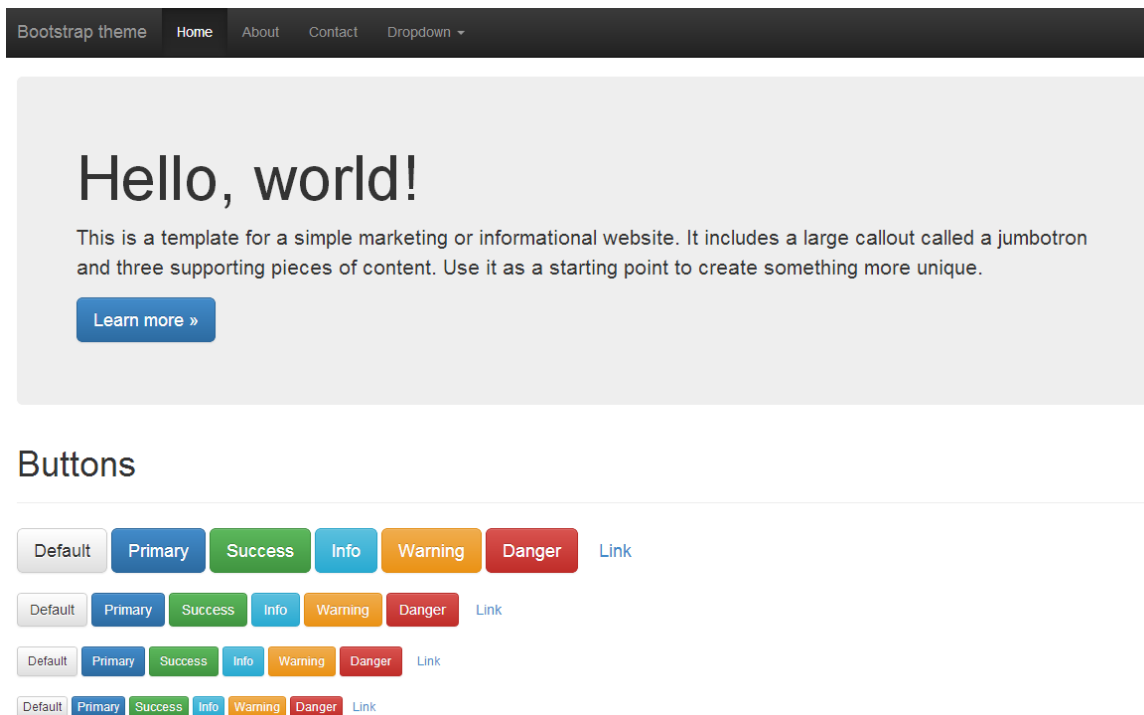 Bootstrap theme Home About Contact Dropdown
Hello, world!
This is a template for a simple marketing or informational website. It includes a large callout called a jumbotron
and three supporting pieces of content. Use it as a starting point to create something more unique.
Learn more »
Buttons
Default Primary Success Info Warning Danger Link
Default Primary Success Info Warning Danger Link
Default Primary Success Info Warning Danger Link
Default Primary Success Info Warning Danger Link